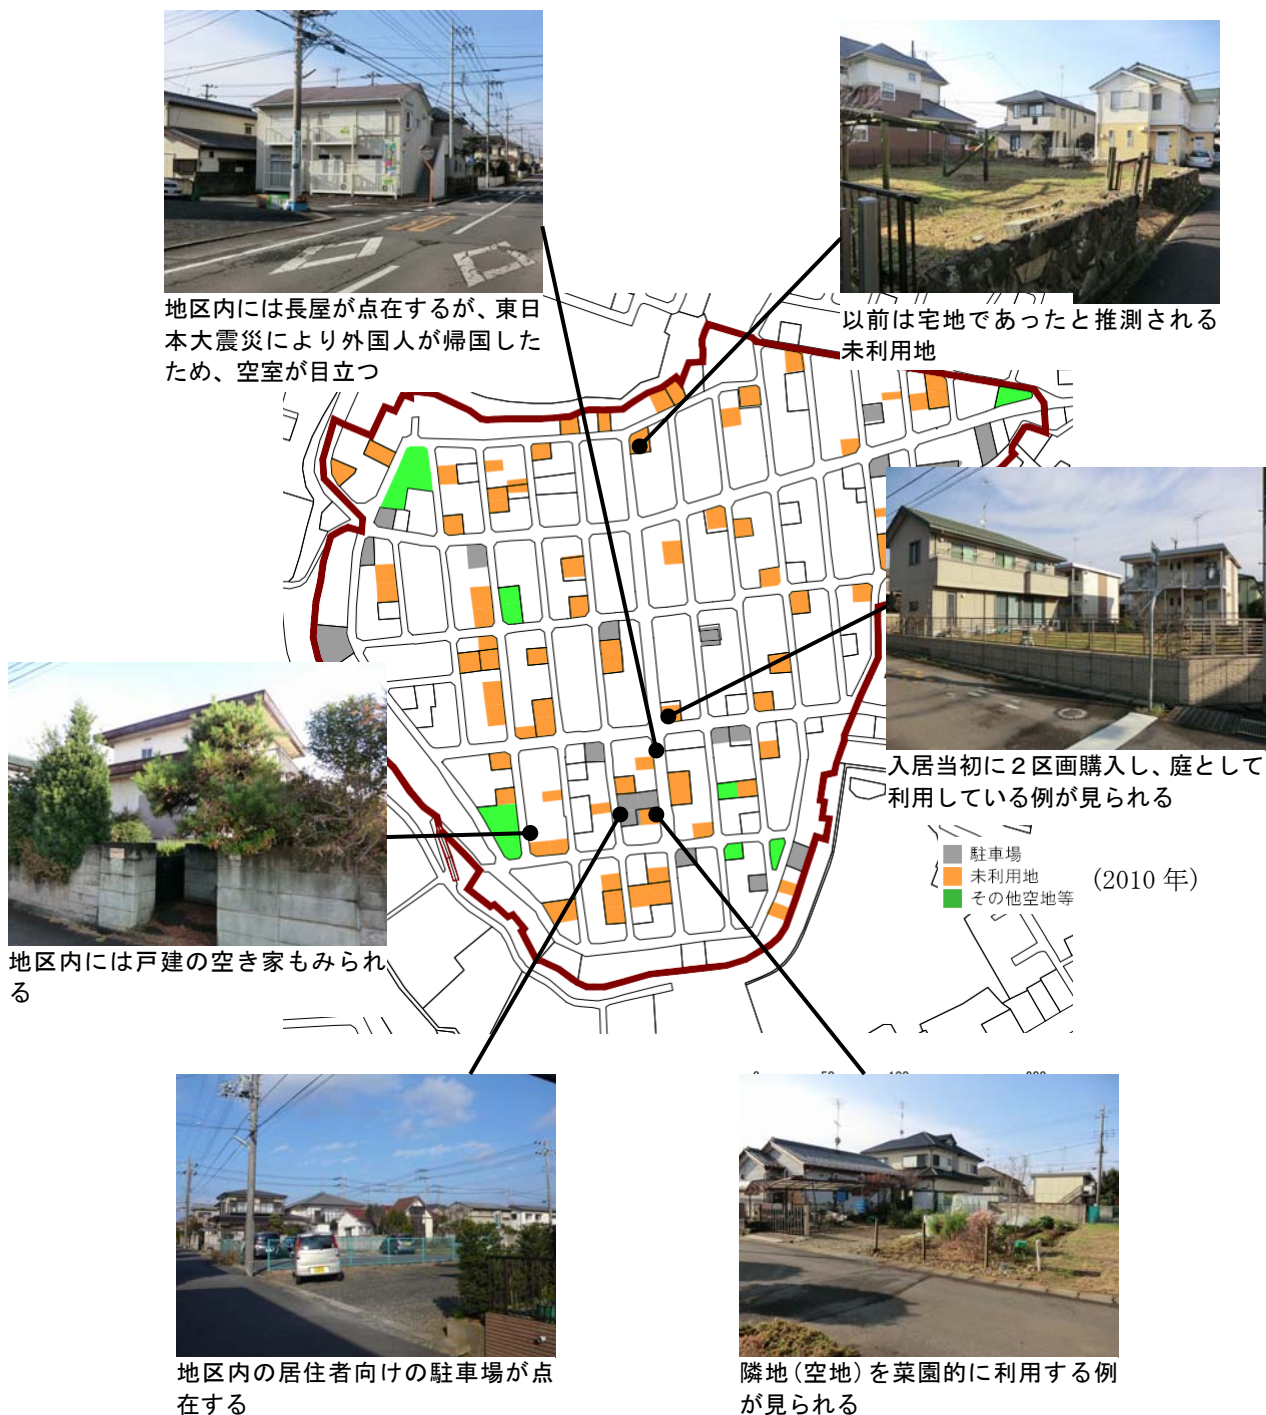 地区内には長屋が点在するが、東日
本大震災により外国人が帰国した
ため、空室が目立つ
以前は宅地であったと推測される
未利用地
入居当初に２区画購入し、庭として
利用している例が見られる
駐車場
未利用地
その他空地等
(2010 年)
地区内には戸建の空き家もみられ
る
地区内の居住者向けの駐車場が点
在する
隣地(空地)を菜園的に利用する例
が見られる